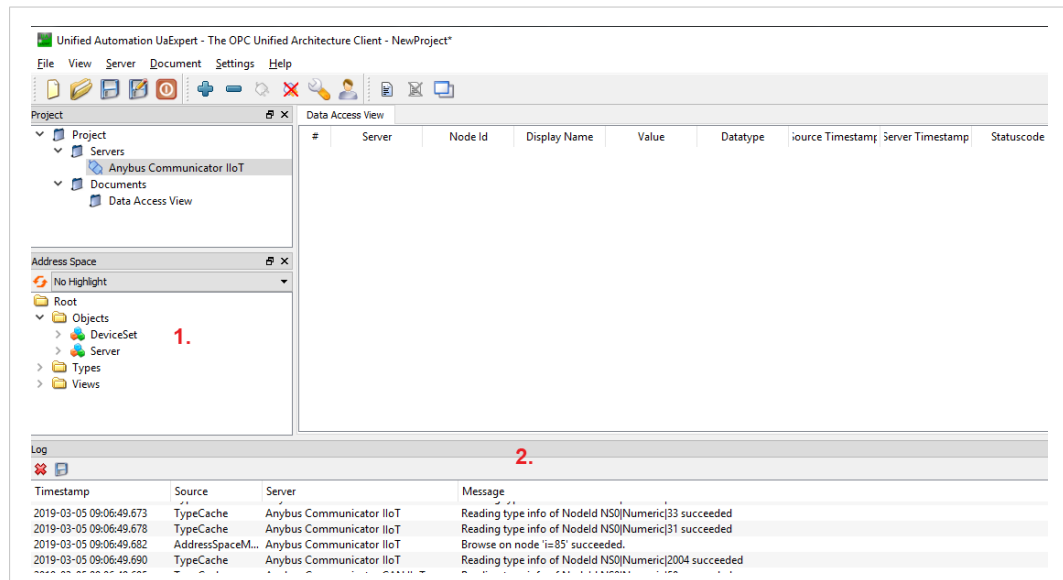 Unified Automation UaExpert - The OPC Unified Architecture Client - NewProject*
File View Server Document Settings Help
Project
Project
Servers
Anybus Communicator IIoT
Documents
Data Access View
Address Space
No Highlight
Root
Objects
DeviceSet
Server
Types
Views
1.
Data Access View
# Server Node Id Display Name Value Datatype ource Timestamp Server Timestamp Statuscode
Log
2.
Timestamp Source Server Message
2019-03-05 09:06:49.673 TypeCache Anybus Communicator IIoT Reading type info of NodeId NS0|Numeric|33 succeeded
2019-03-05 09:06:49.678 TypeCache Anybus Communicator IIoT Reading type info of NodeId NS0|Numeric|31 succeeded
2019-03-05 09:06:49.682 AddressSpaceM... Anybus Communicator IIoT Browse on node 'i=85' succeeded.
2019-03-05 09:06:49.690 TypeCache Anybus Communicator IIoT Reading type info of NodeId NS0|Numeric|2004 succeeded